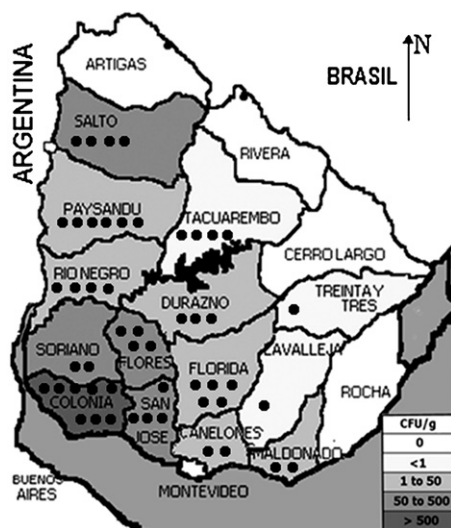 ARTIGAS
N
BRASIL
ARGENTINA
SALTO
RIVERA
PAYSANDU
TACUAREMBO
CERRO LARGO
RIO NEGRO
DURAZNO
TREINTA Y
TRES
SORIANO
FLORES
FLORIDA
CAVALLEJA
ROCHA
COLONIA
SAN
JOSE
CANELONES
MALDONADO
BUENOS
AIRES
MONTEVIDEO
CFU/g
0
<1
1 to 50
50 to 500
> 500